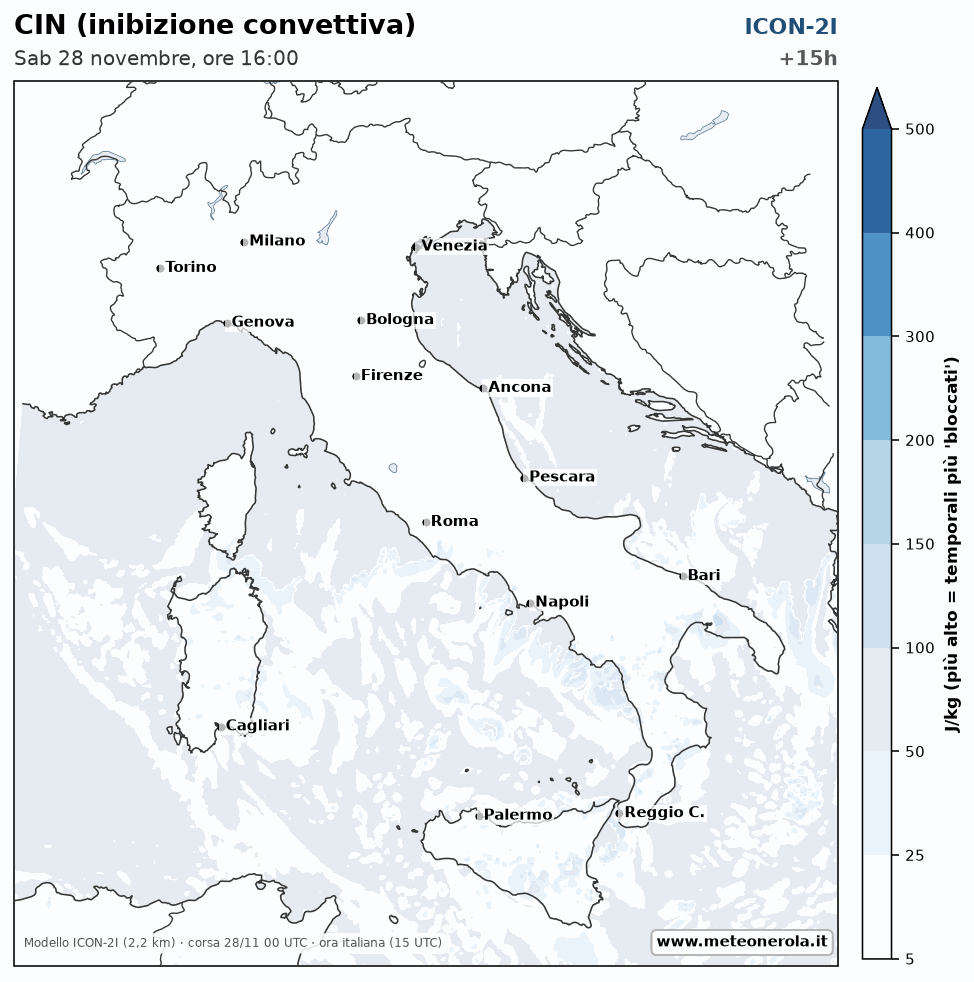 CIN (inibizione convettiva)
ICON-2I
Sab 28 novembre, ore 16:00
+15h
Milano
Venezia
Torino
Genova
Bologna
Firenze
Ancona
Pescara
Roma
Bari
Napoli
Cagliari
Palermo
Reggio C.
500
400
300
200
150
100
50
25
5
J/kg (più alto = temporali più 'bloccati')
Modello ICON-2I (2,2 km) · corsa 28/11 00 UTC · ora italiana (15 UTC)
www.meteonerola.it